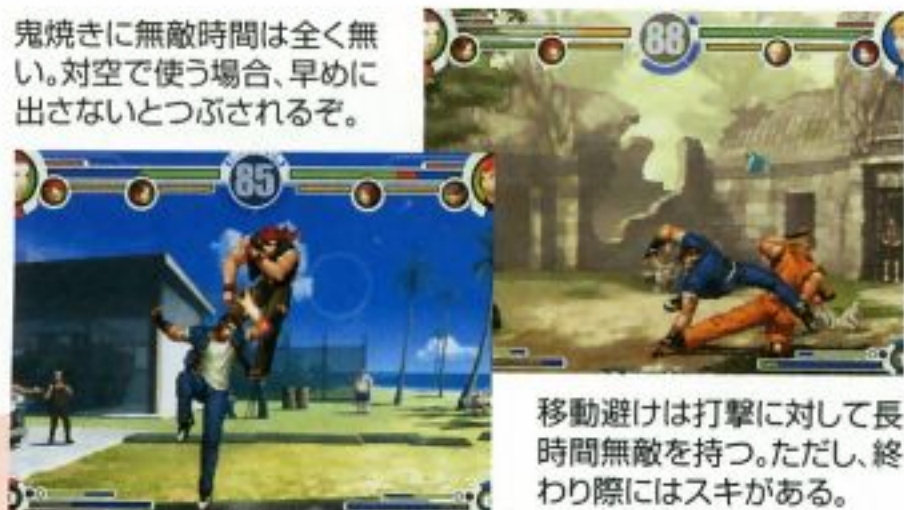 鬼焼きに無敵時間は全く無
い。対空で使う場合、早めに
出さないとつぶされるぞ。
88
85
移動避けは打撃に対して長
時間無敵を持つ。ただし、終
わり際にはスキがある。